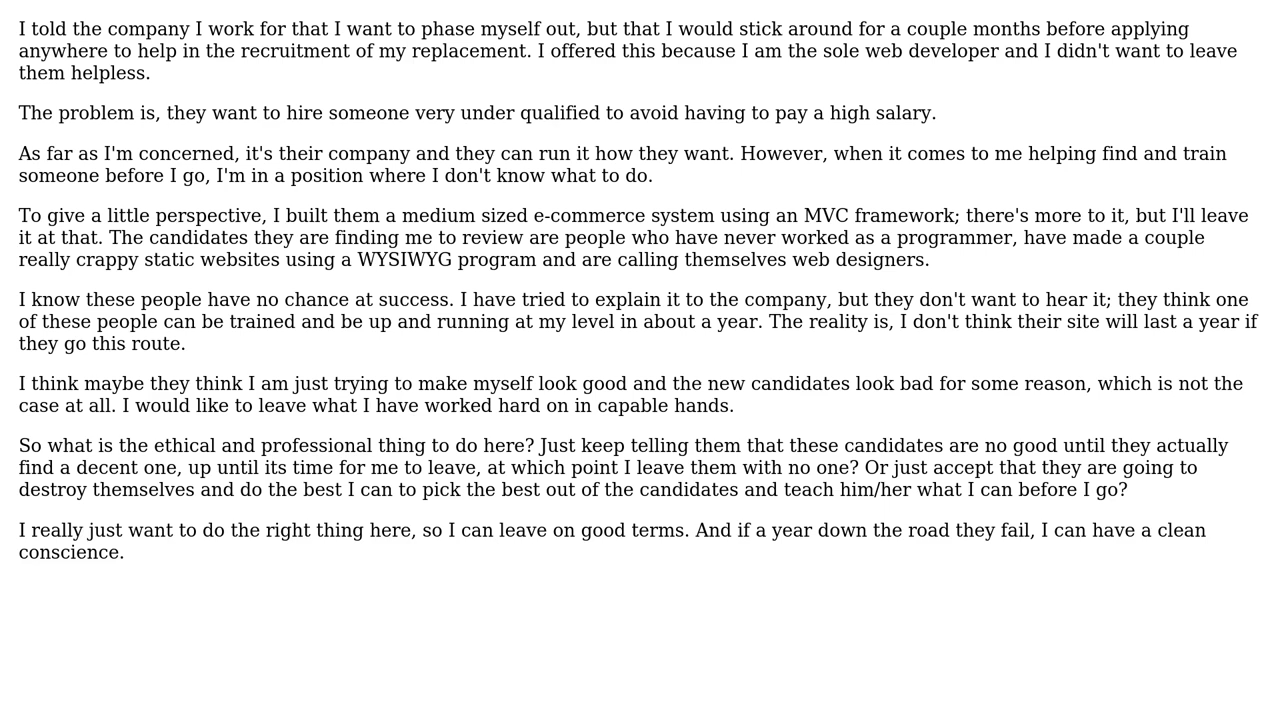 I told the company I work for that I want to phase myself out, but that I would stick around for a couple months before applying
anywhere to help in the recruitment of my replacement. I offered this because I am the sole web developer and I didn't want to leave
them helpless.
The problem is, they want to hire someone very under qualified to avoid having to pay a high salary.
As far as I'm concerned, it's their company and they can run it how they want. However, when it comes to me helping find and train
someone before I go, I'm in a position where I don't know what to do.
To give a little perspective, I built them a medium sized e-commerce system using an MVC framework; there's more to it, but I'll leave
it at that. The candidates they are finding me to review are people who have never worked as a programmer, have made a couple
really crappy static websites using a WYSIWYG program and are calling themselves web designers.
I know these people have no chance at success. I have tried to explain it to the company, but they don't want to hear it; they think one
of these people can be trained and be up and running at my level in about a year. The reality is, I don't think their site will last a year if
they go this route.
I think maybe they think I am just trying to make myself look good and the new candidates look bad for some reason, which is not the
case at all. I would like to leave what I have worked hard on in capable hands.
So what is the ethical and professional thing to do here? Just keep telling them that these candidates are no good until they actually
find a decent one, up until its time for me to leave, at which point I leave them with no one? Or just accept that they are going to
destroy themselves and do the best I can to pick the best out of the candidates and teach him/her what I can before I go?
I really just want to do the right thing here, so I can leave on good terms. And if a year down the road they fail, I can have a clean
conscience.